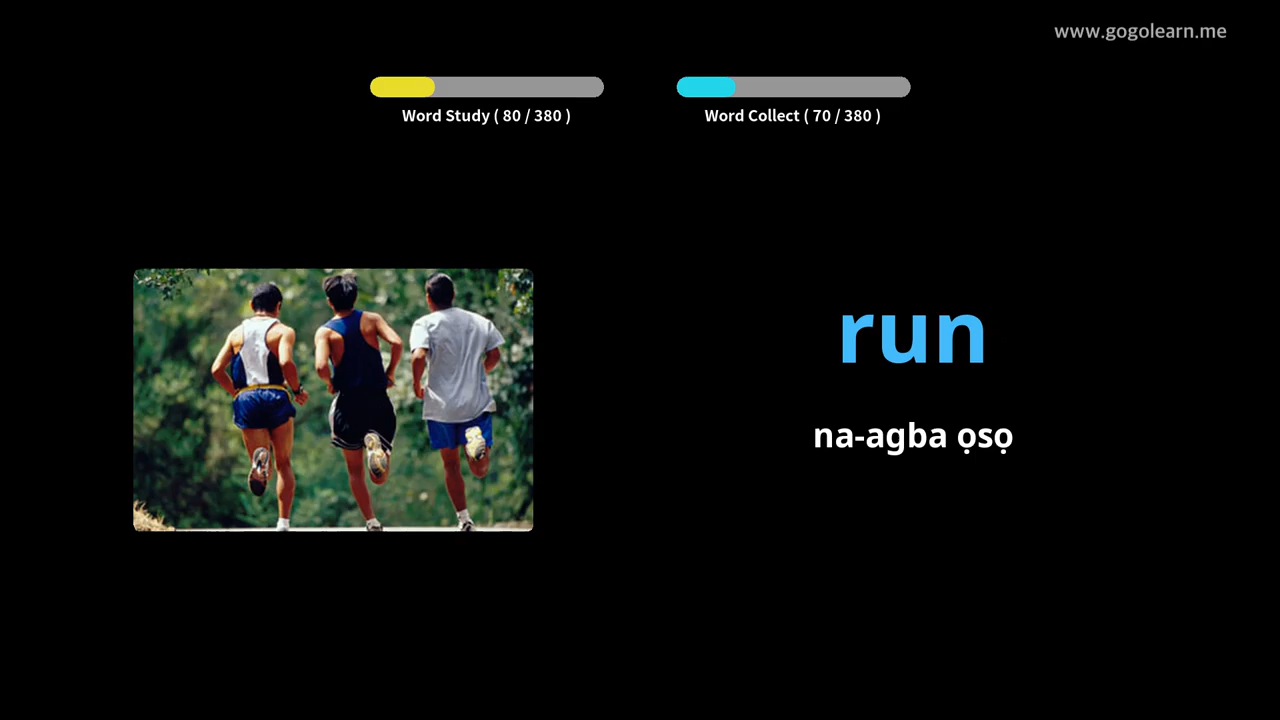 www.gogolearn.me
Word Study ( 80 / 380 )
Word Collect ( 70 / 380 )
run
na-agba ọsọ